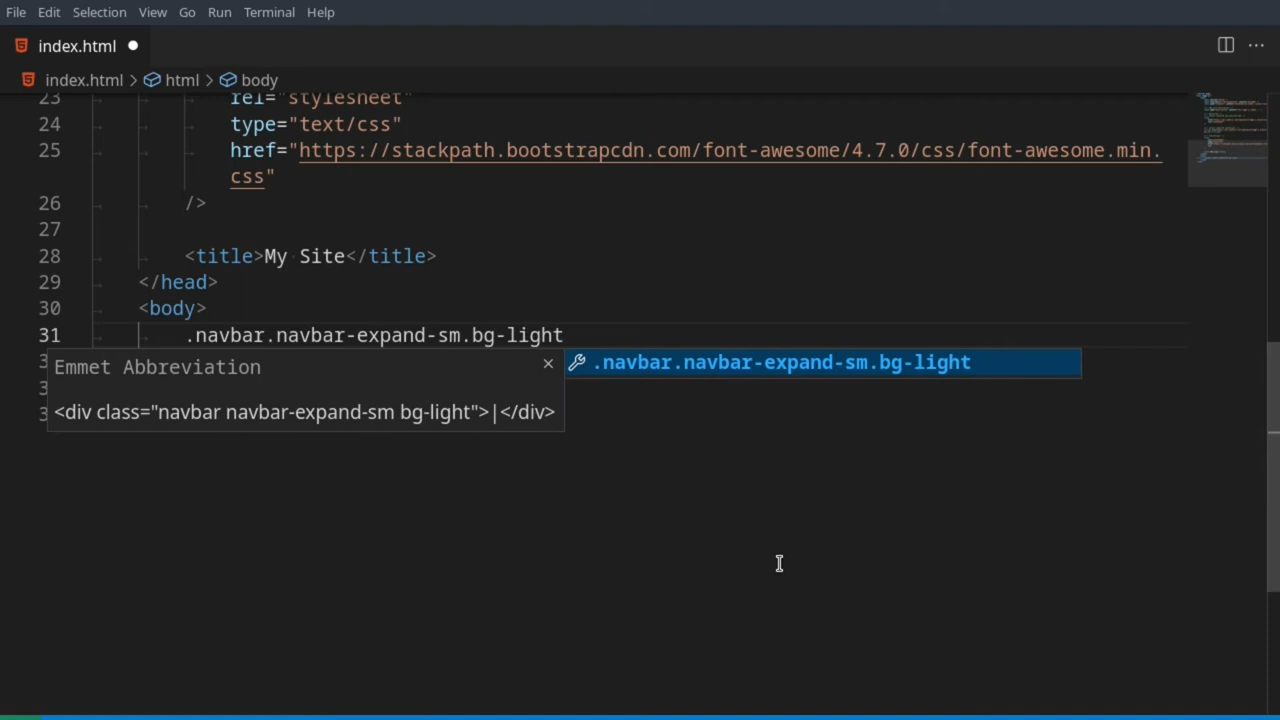 File Edit Selection View Go Run Terminal Help
index.html
index.html > html > body
23 rel="stylesheet"
24 type="text/css"
25 href="https://stackpath.bootstrapcdn.com/font-awesome/4.7.0/css/font-awesome.min.
css"
26 />
27
28 <title>My Site</title>
29 </head>
30 <body>
31 .navbar.navbar-expand-sm.bg-light
Emmet Abbreviation × .navbar.navbar-expand-sm.bg-light
<div class="navbar navbar-expand-sm bg-light">|</div>